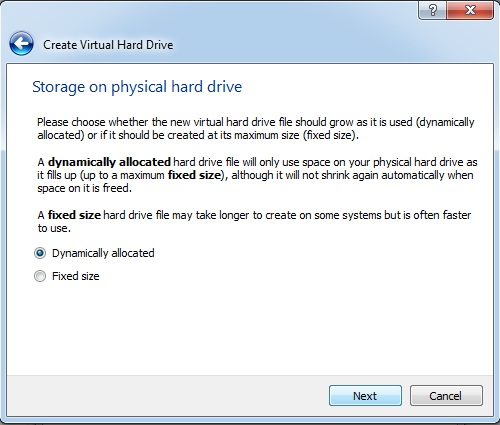 Create Virtual Hard Drive
Storage on physical hard drive
Please choose whether the new virtual hard drive file should grow as it is used (dynamically
allocated) or if it should be created at its maximum size (fixed size).
A dynamically allocated hard drive file will only use space on your physical hard drive as
it fills up (up to a maximum fixed size), although it will not shrink again automatically when
space on it is freed.
A fixed size hard drive file may take longer to create on some systems but is often faster
to use.
Dynamically allocated
Fixed size
Next
Cancel